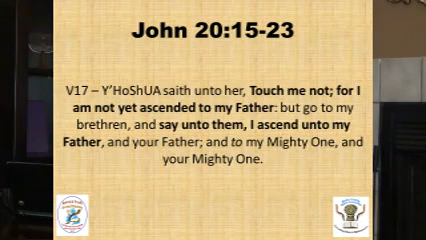 John 20:15-23
V17 – Y'HoShUA saith unto her, Touch me not; for I
am not yet ascended to my Father: but go to my
brethren, and say unto them, I ascend unto my
Father, and your Father; and to my Mighty One, and
your Mighty One.